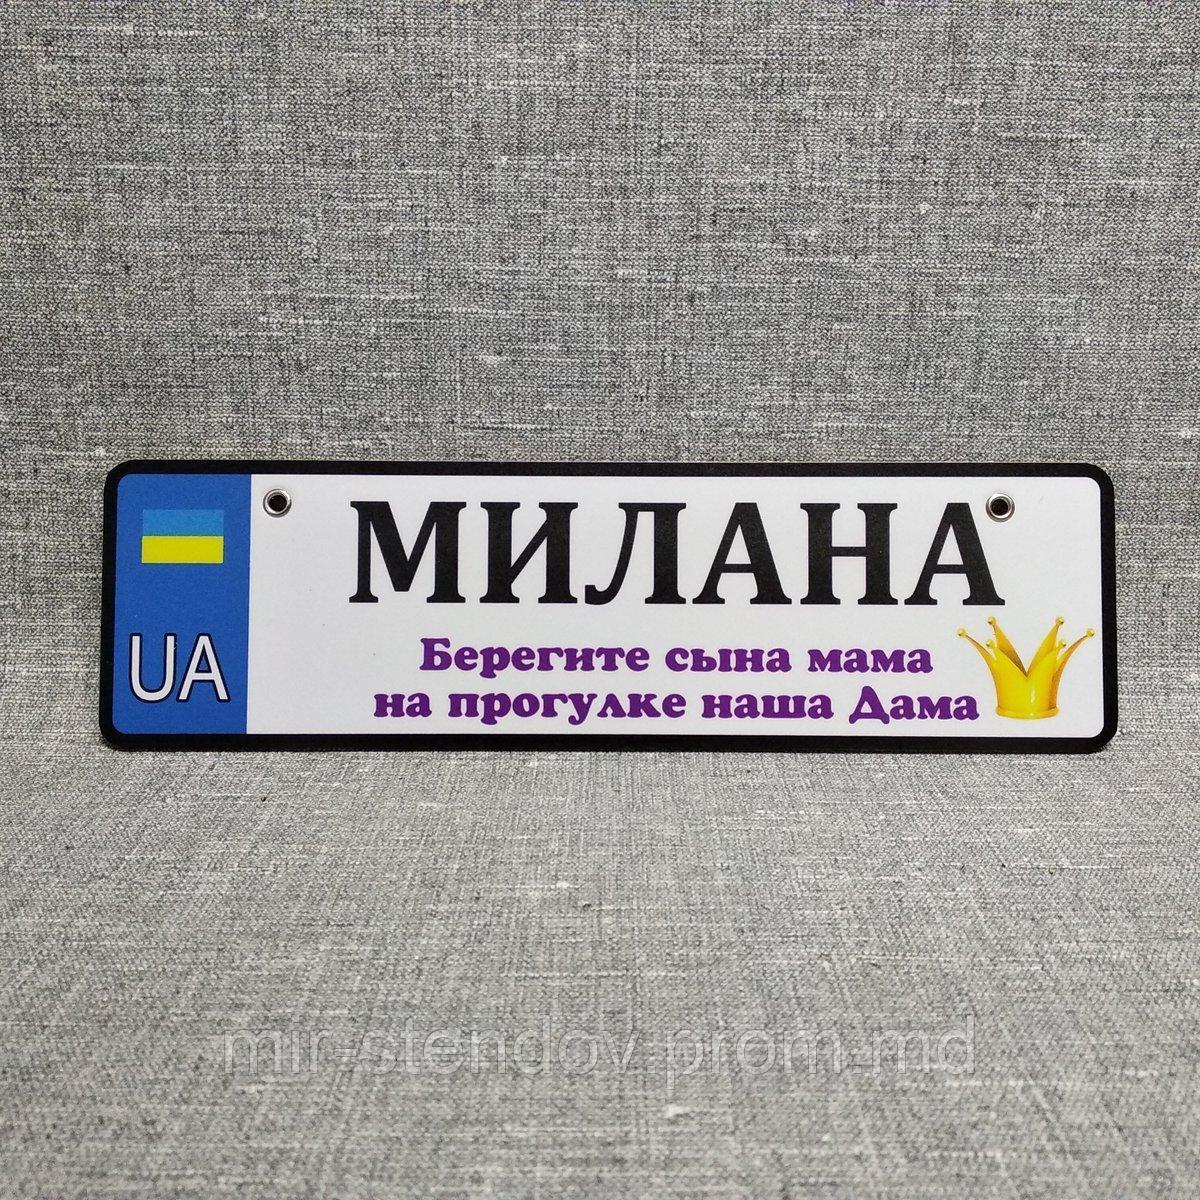 МИЛАНА
UA
Берегите сына мама
на прогулке наша Дама
mir-stendov.prom.md